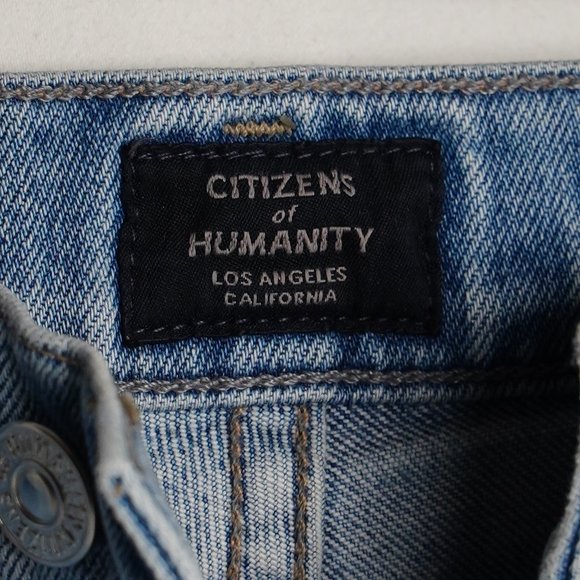 CITIZENS
of
HUMANITY
LOS ANGELES
CALIFORNIA